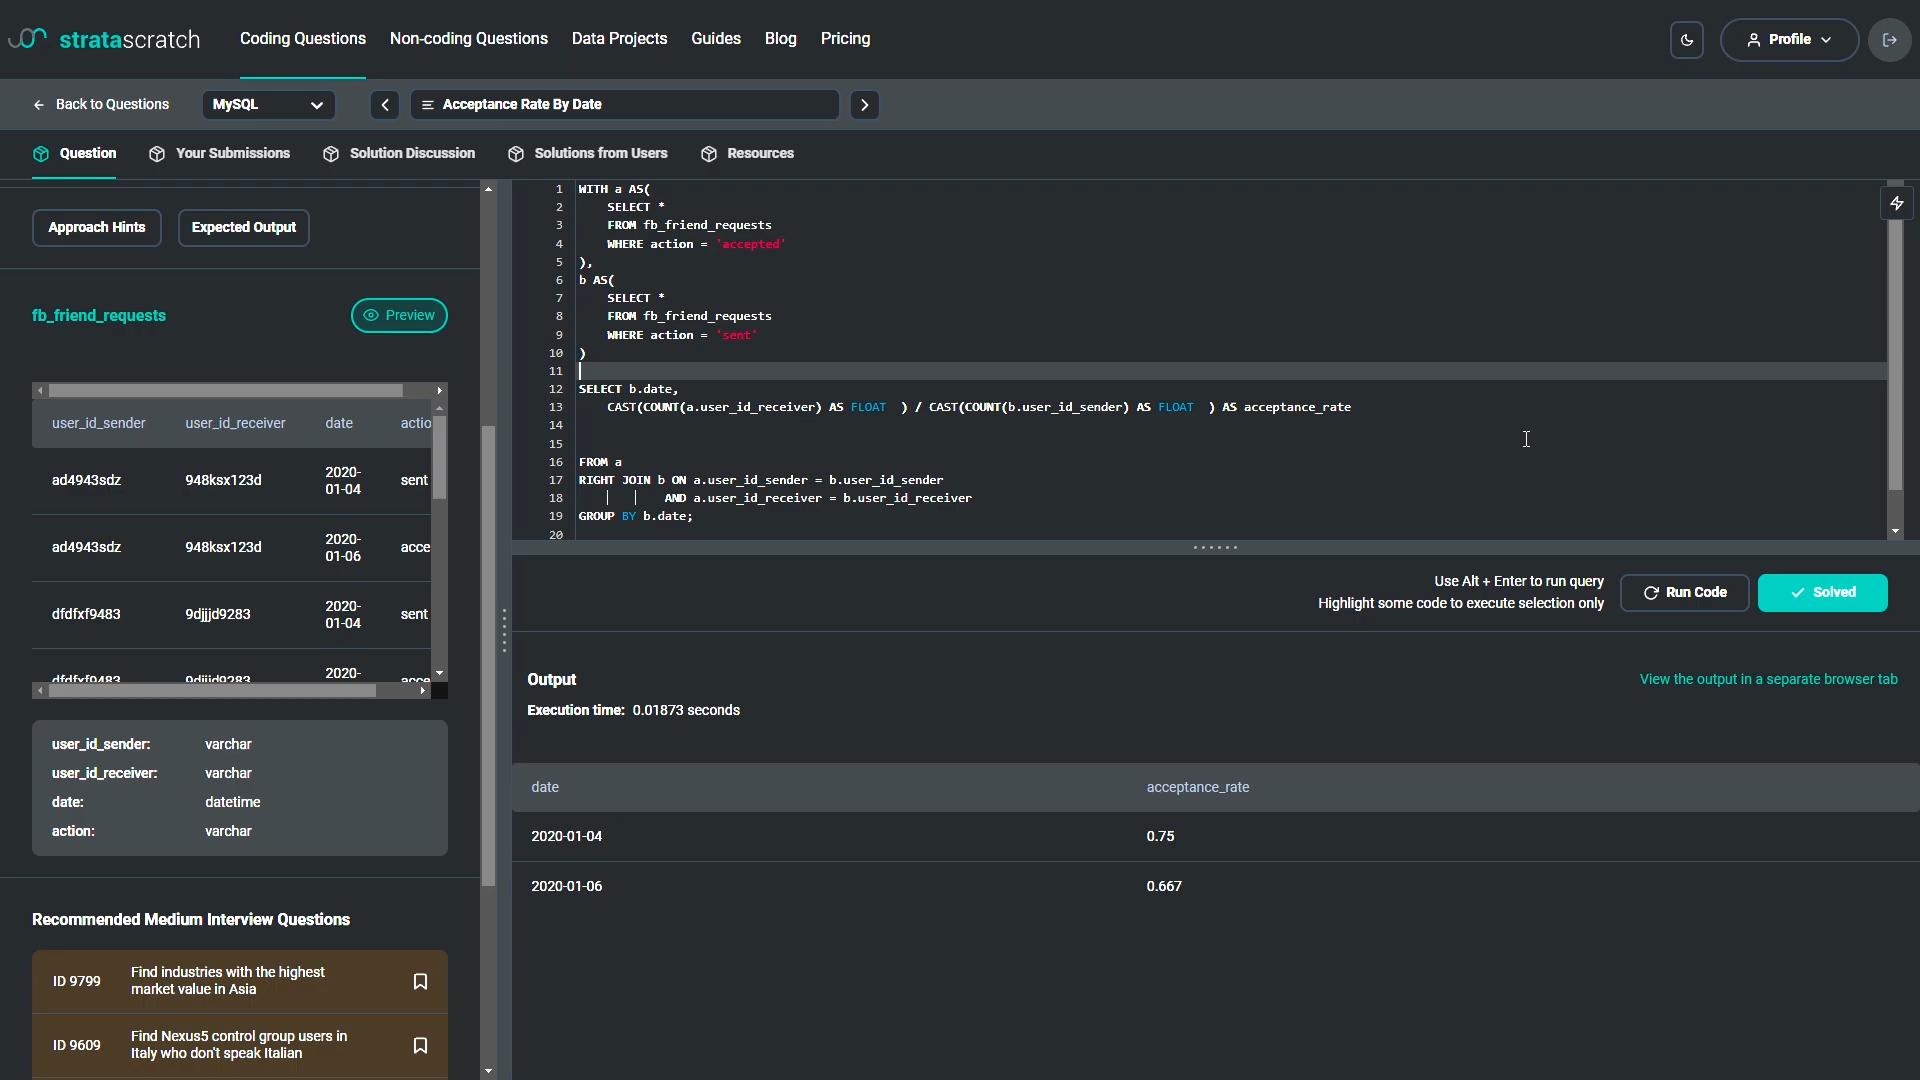 stratascratch
Coding Questions Non-coding Questions Data Projects Guides Blog Pricing
Profile
Back to Questions MySQL Acceptance Rate By Date
Question Your Submissions Solution Discussion Solutions from Users Resources
Approach Hints Expected Output
fb_friend_requests Preview
user_id_sender user_id_receiver date actio
ad4943sdz 948ksx123d 2020-01-04 sent
ad4943sdz 948ksx123d 2020-01-06 acce
dfdfxf9483 9djjjd9283 2020-01-04 sent
dfdfxf9483 9djjjd9283 2020- acce
user_id_sender: varchar
user_id_receiver: varchar
date: datetime
action: varchar
Recommended Medium Interview Questions
ID 9799 Find industries with the highest
market value in Asia
ID 9609 Find Nexus5 control group users in
Italy who don't speak Italian
1 WITH a AS(
2 SELECT *
3 FROM fb_friend_requests
4 WHERE action = 'accepted'
5 ),
6 b AS(
7 SELECT *
8 FROM fb_friend_requests
9 WHERE action = 'sent'
10 )
11
12 SELECT b.date,
13 CAST(COUNT(a.user_id_receiver) AS FLOAT ) / CAST(COUNT(b.user_id_sender) AS FLOAT ) AS acceptance_rate
14
15
16 FROM a
17 RIGHT JOIN b ON a.user_id_sender = b.user_id_sender
18 AND a.user_id_receiver = b.user_id_receiver
19 GROUP BY b.date;
20
Use Alt + Enter to run query
Highlight some code to execute selection only
Run Code Solved
Output
View the output in a separate browser tab
Execution time: 0.01873 seconds
date acceptance_rate
2020-01-04 0.75
2020-01-06 0.667